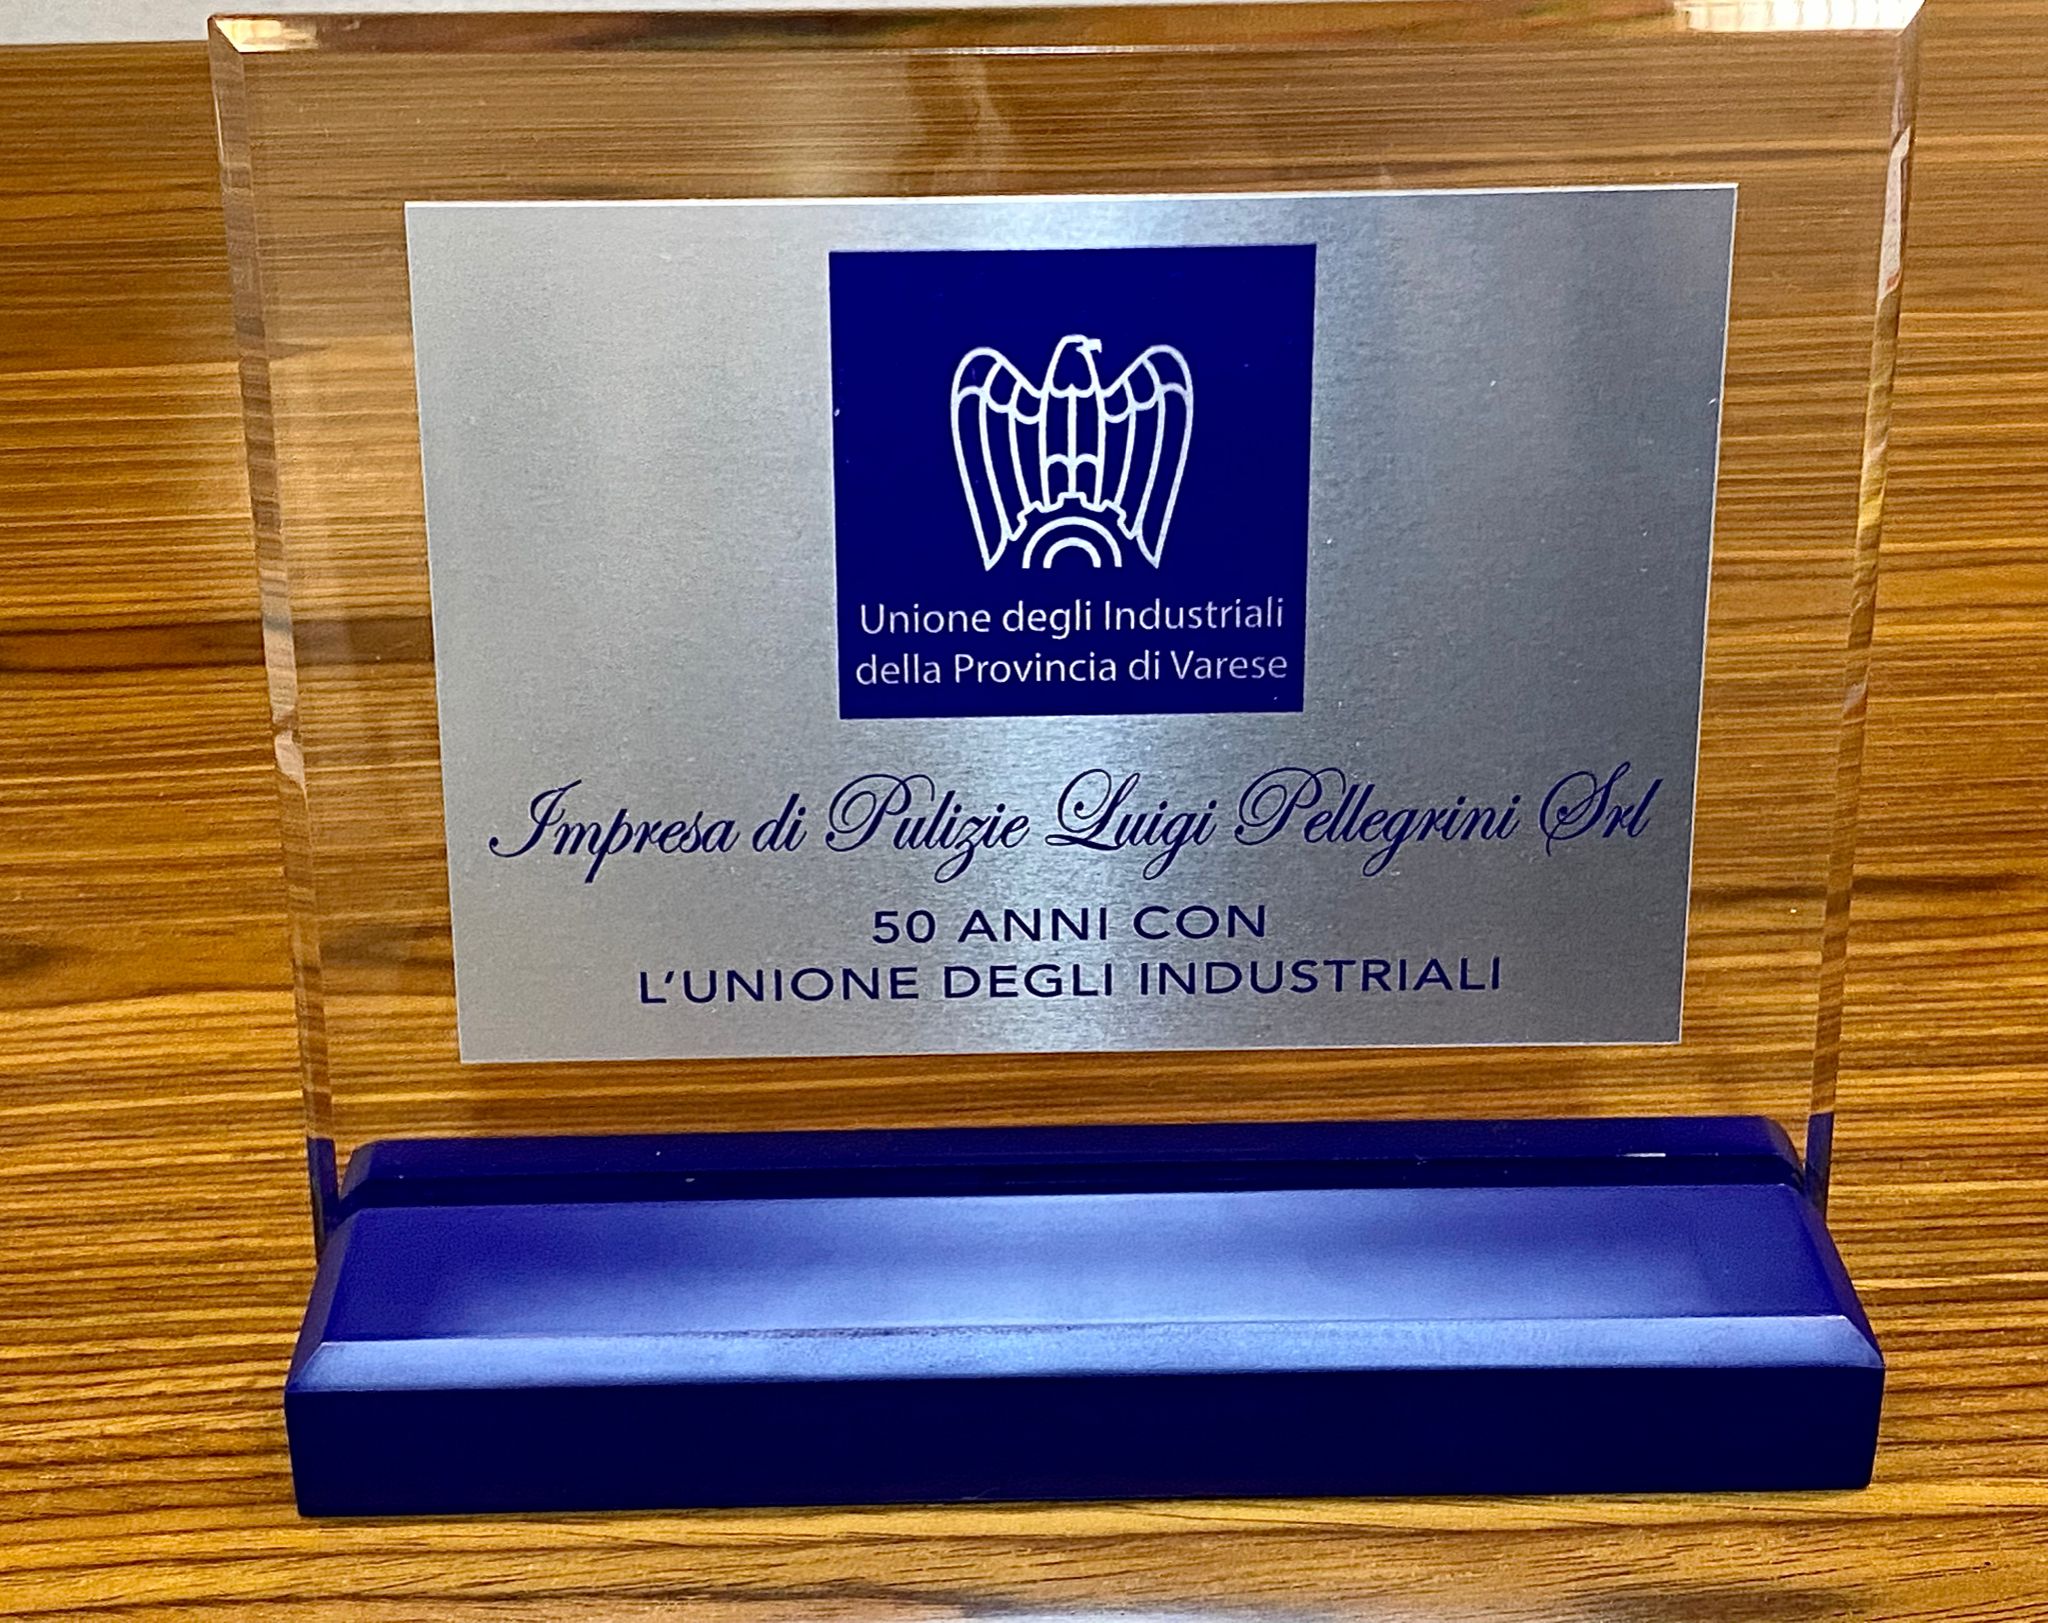 Unione degli Industriali
della Provincia di Varese
Impresa di Pulizie Luigi Pellegrini Srl
50 ANNI CON
L'UNIONE DEGLI INDUSTRIALI